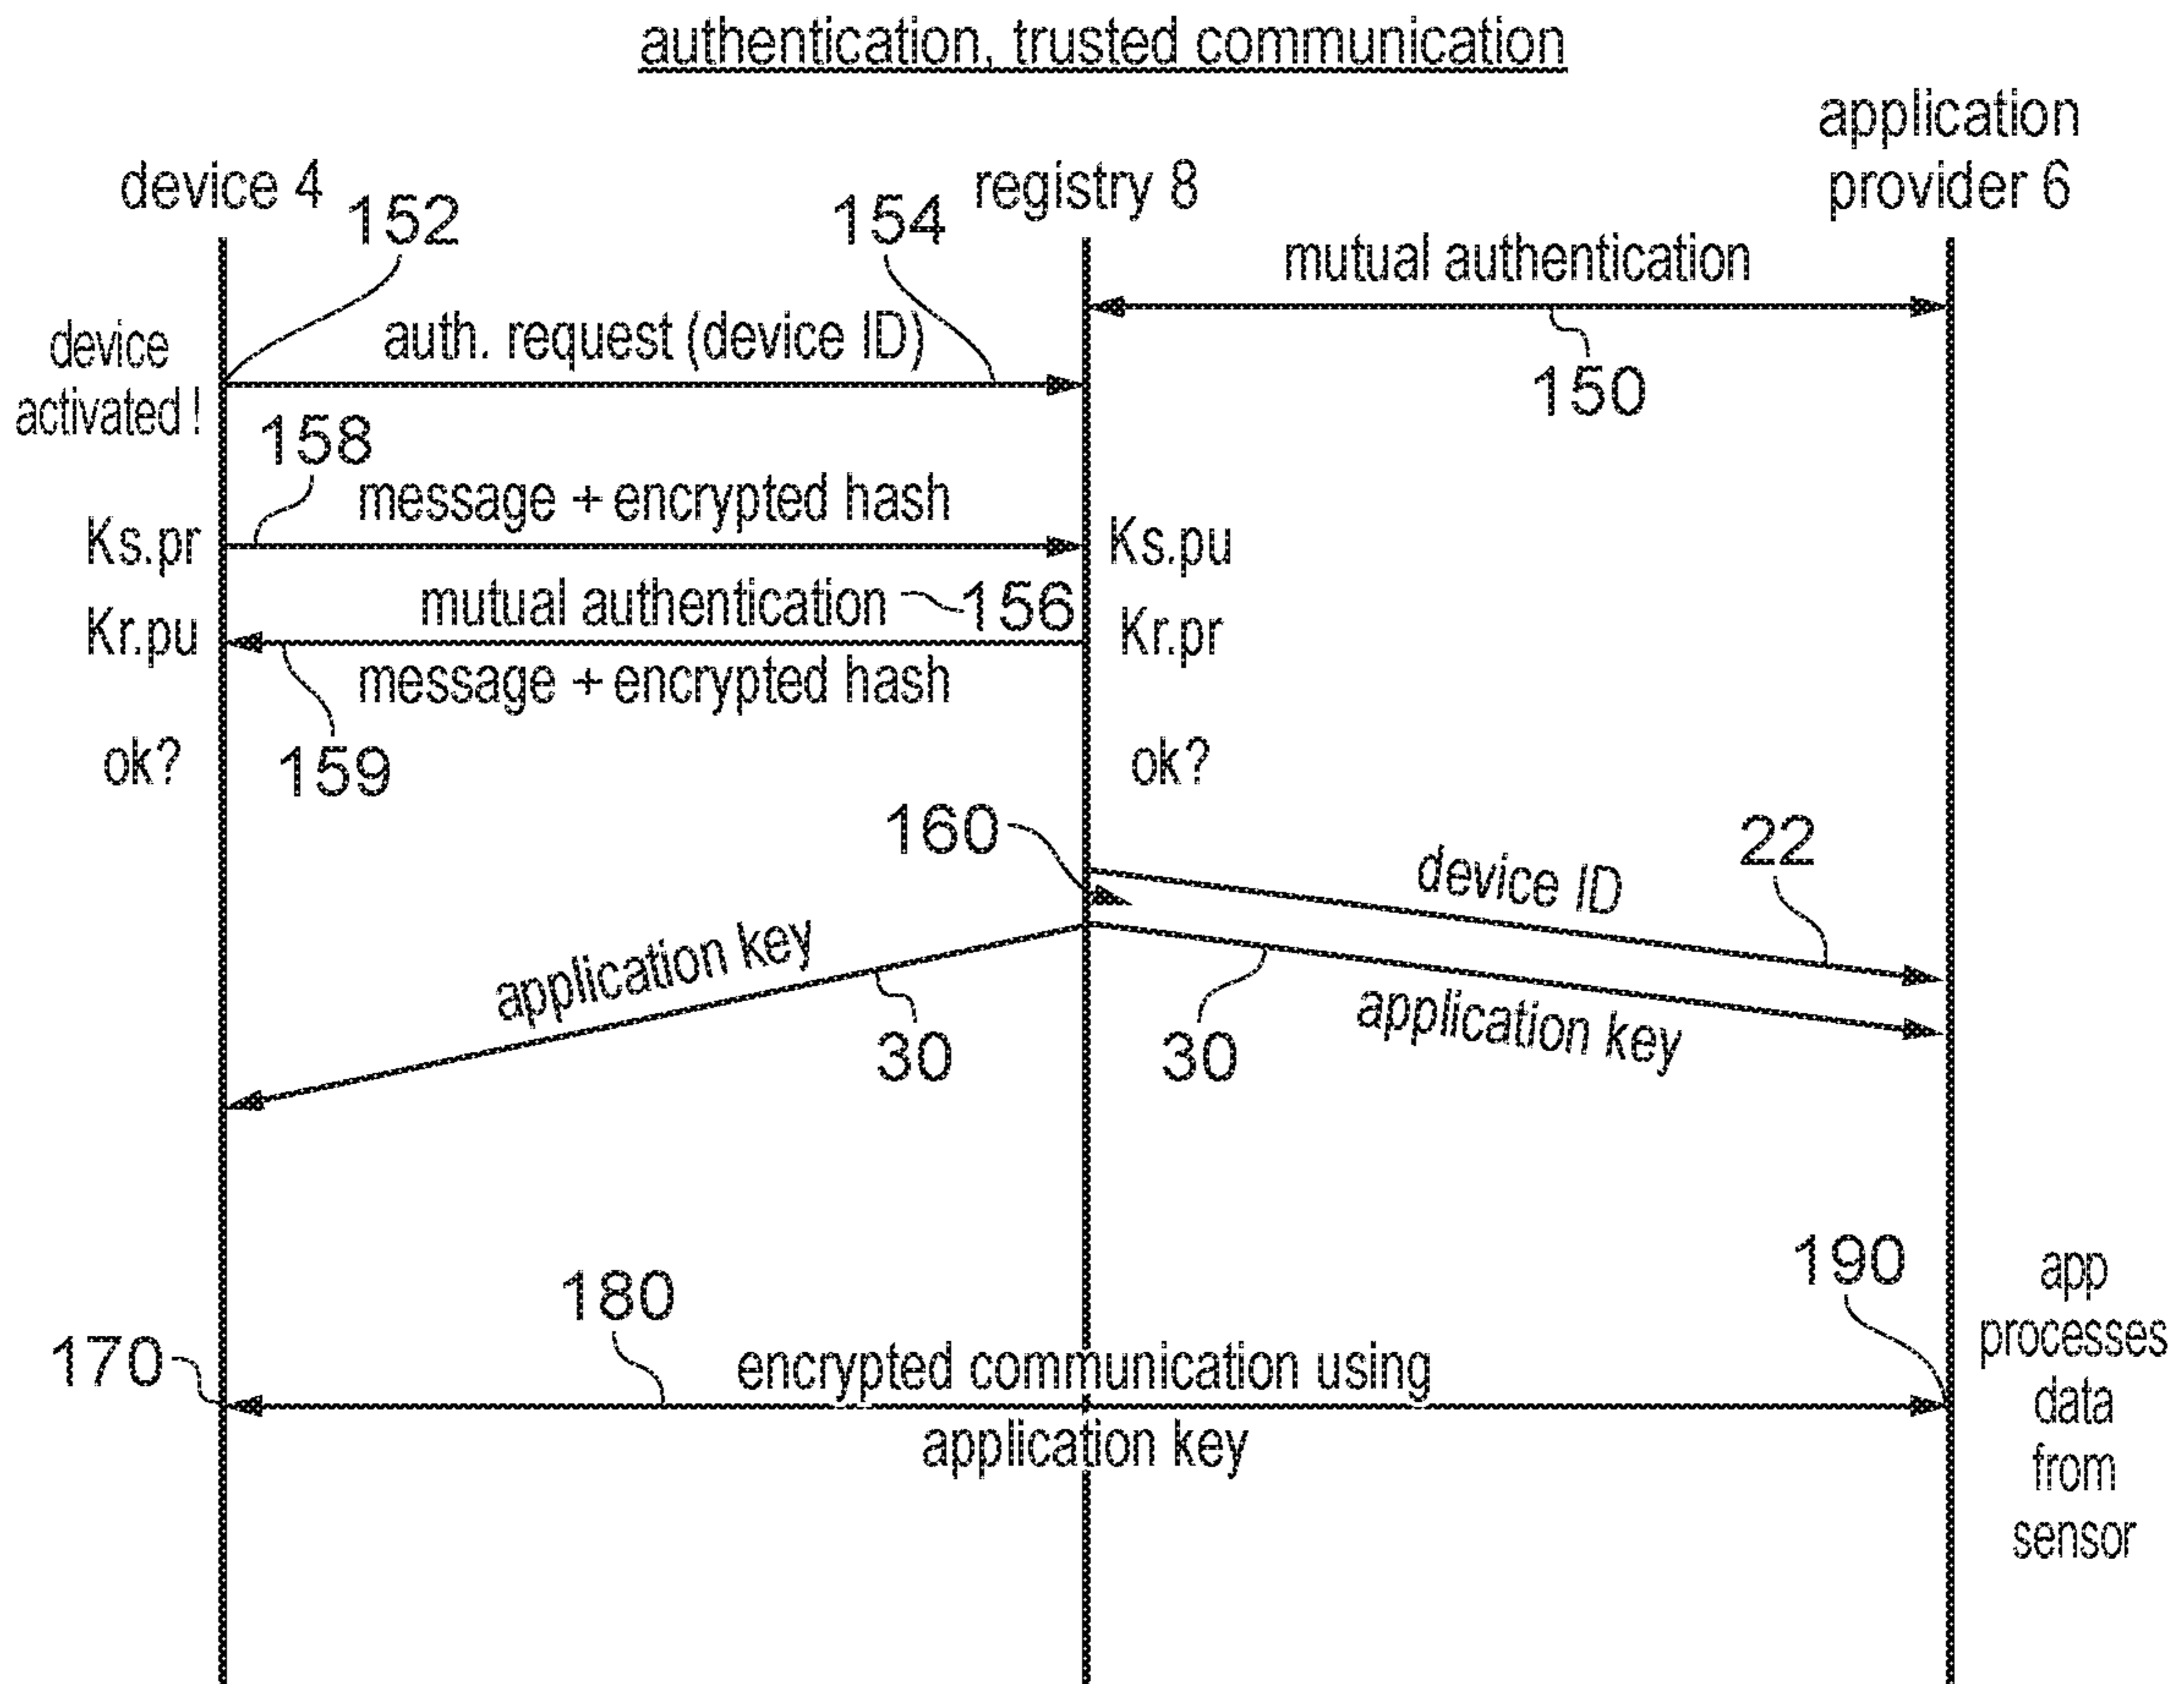 authentication, trusted communication
application
provider 6
device 4
registry 8
152
154
mutual authentication
150
device
activated !
auth. request (device ID)
158
message + encrypted hash
Ks.pr
Ks.pu
mutual authentication
156
Kr.pu
Kr.pr
message + encrypted hash
159
ok?
ok?
160
22
device ID
application key
30
30
application key
190
180
170
encrypted communication using
application key
app
processes
data
from
sensor